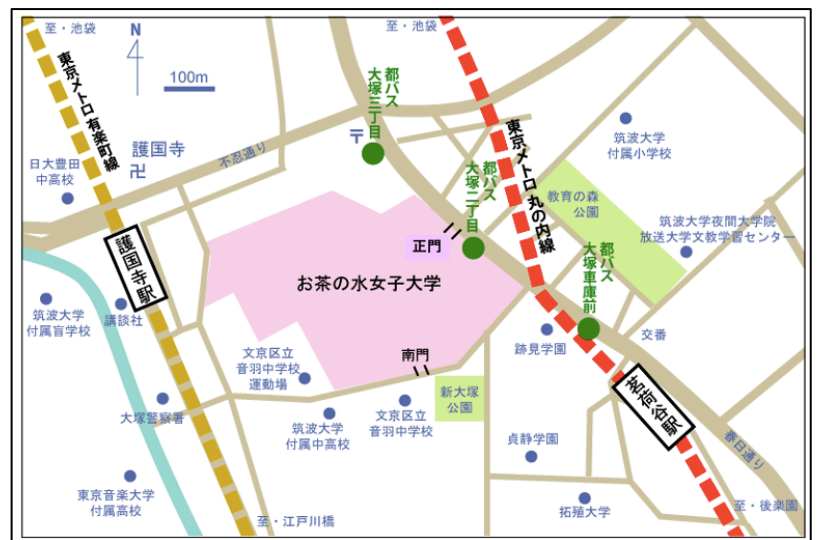 至・池袋
N
100m
東京メトロ 有楽町線
護国寺
卍
日大豊田
中高校
不忍通り
至・池袋
都バス
大塚三丁目
〒
東京メトロ 丸の内線
都バス
大塚二丁目
筑波大学
付属小学校
教育の森
公園
筑波大学夜間大学院
放送大学文教学習センター
都バス
大塚車庫前
正門
お茶の水女子大学
護国寺駅
筑波大学
付属盲学校
講談社
跡見学園
交番
南門
文京区立
音羽中学校
運動場
新大塚
公園
茗荷谷駅
大塚警察署
筑波大学
付属中高校
文京区立
音羽中学校
貞静学園
春日通り
東京音楽大学
付属高校
拓殖大学
至・後楽園
至・江戸川橋